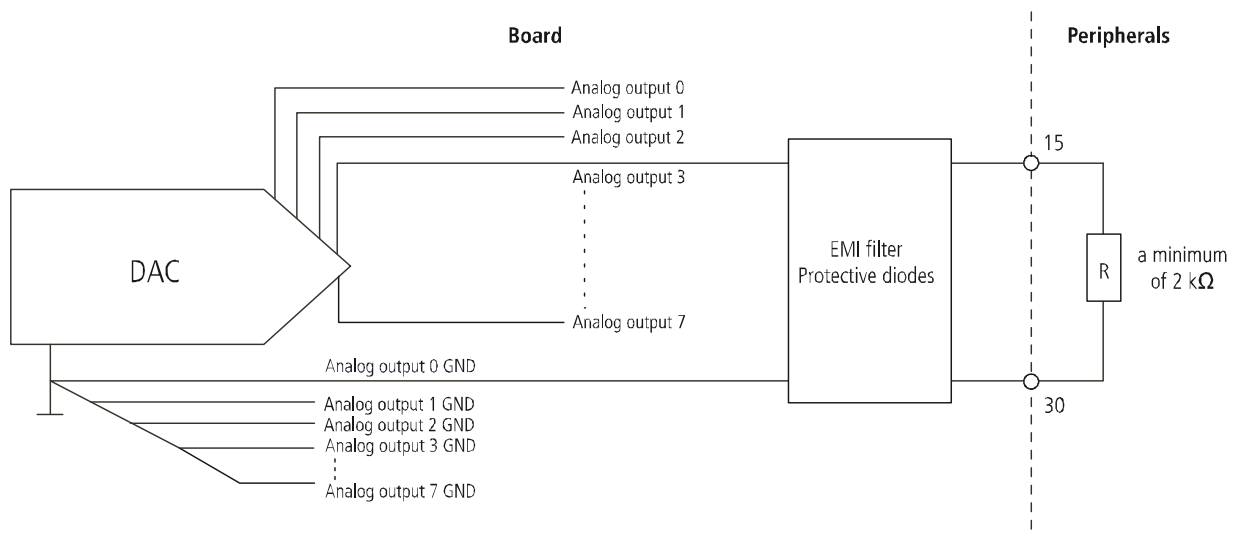 Board
Peripherals
Analog output 0
Analog output 1
Analog output 2
15
Analog output 3
DAC
EMI filter
Protective diodes
R
a minimum
of 2 kΩ
Analog output 7
Analog output 0 GND
30
Analog output 1 GND
Analog output 2 GND
Analog output 3 GND
Analog output 7 GND